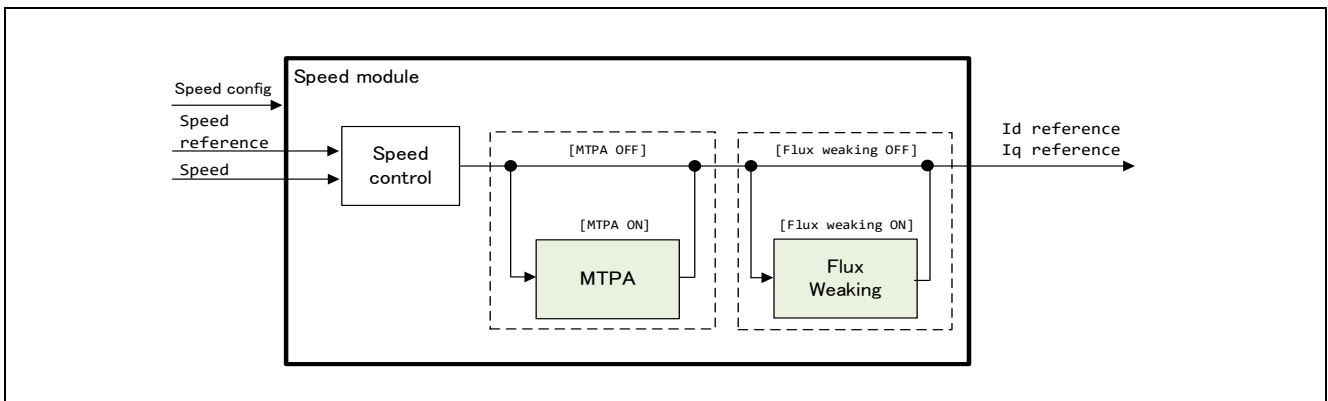 Speed module
Speed config
Speed
reference
Speed
Speed
control
[MTPA OFF]
[MTPA ON]
MTPA
[Flux weaking OFF]
[Flux weaking ON]
Flux
Weaking
Id reference
Iq reference